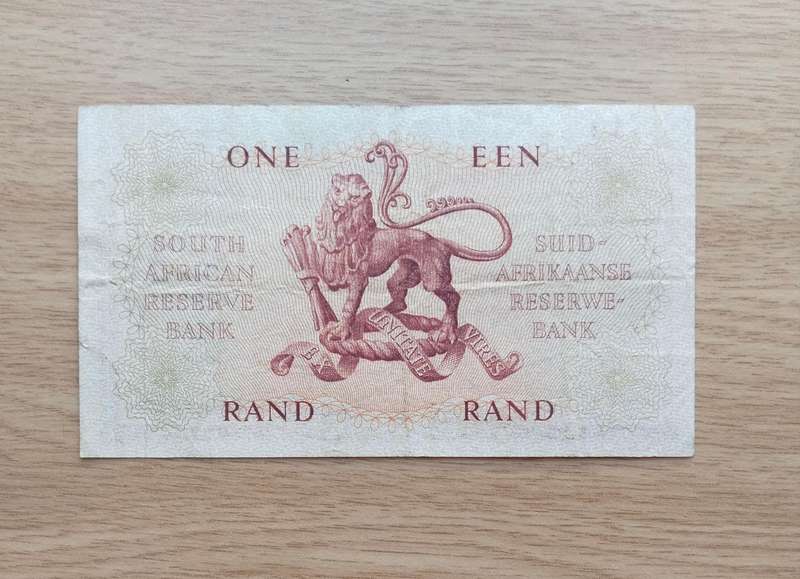 ONE EEN
SOUTH
AFRICAN
RESERVE
BANK
SUID-
AFRIKAANSE
RESERWE-
BANK
EX UNITATE VIRES
RAND RAND